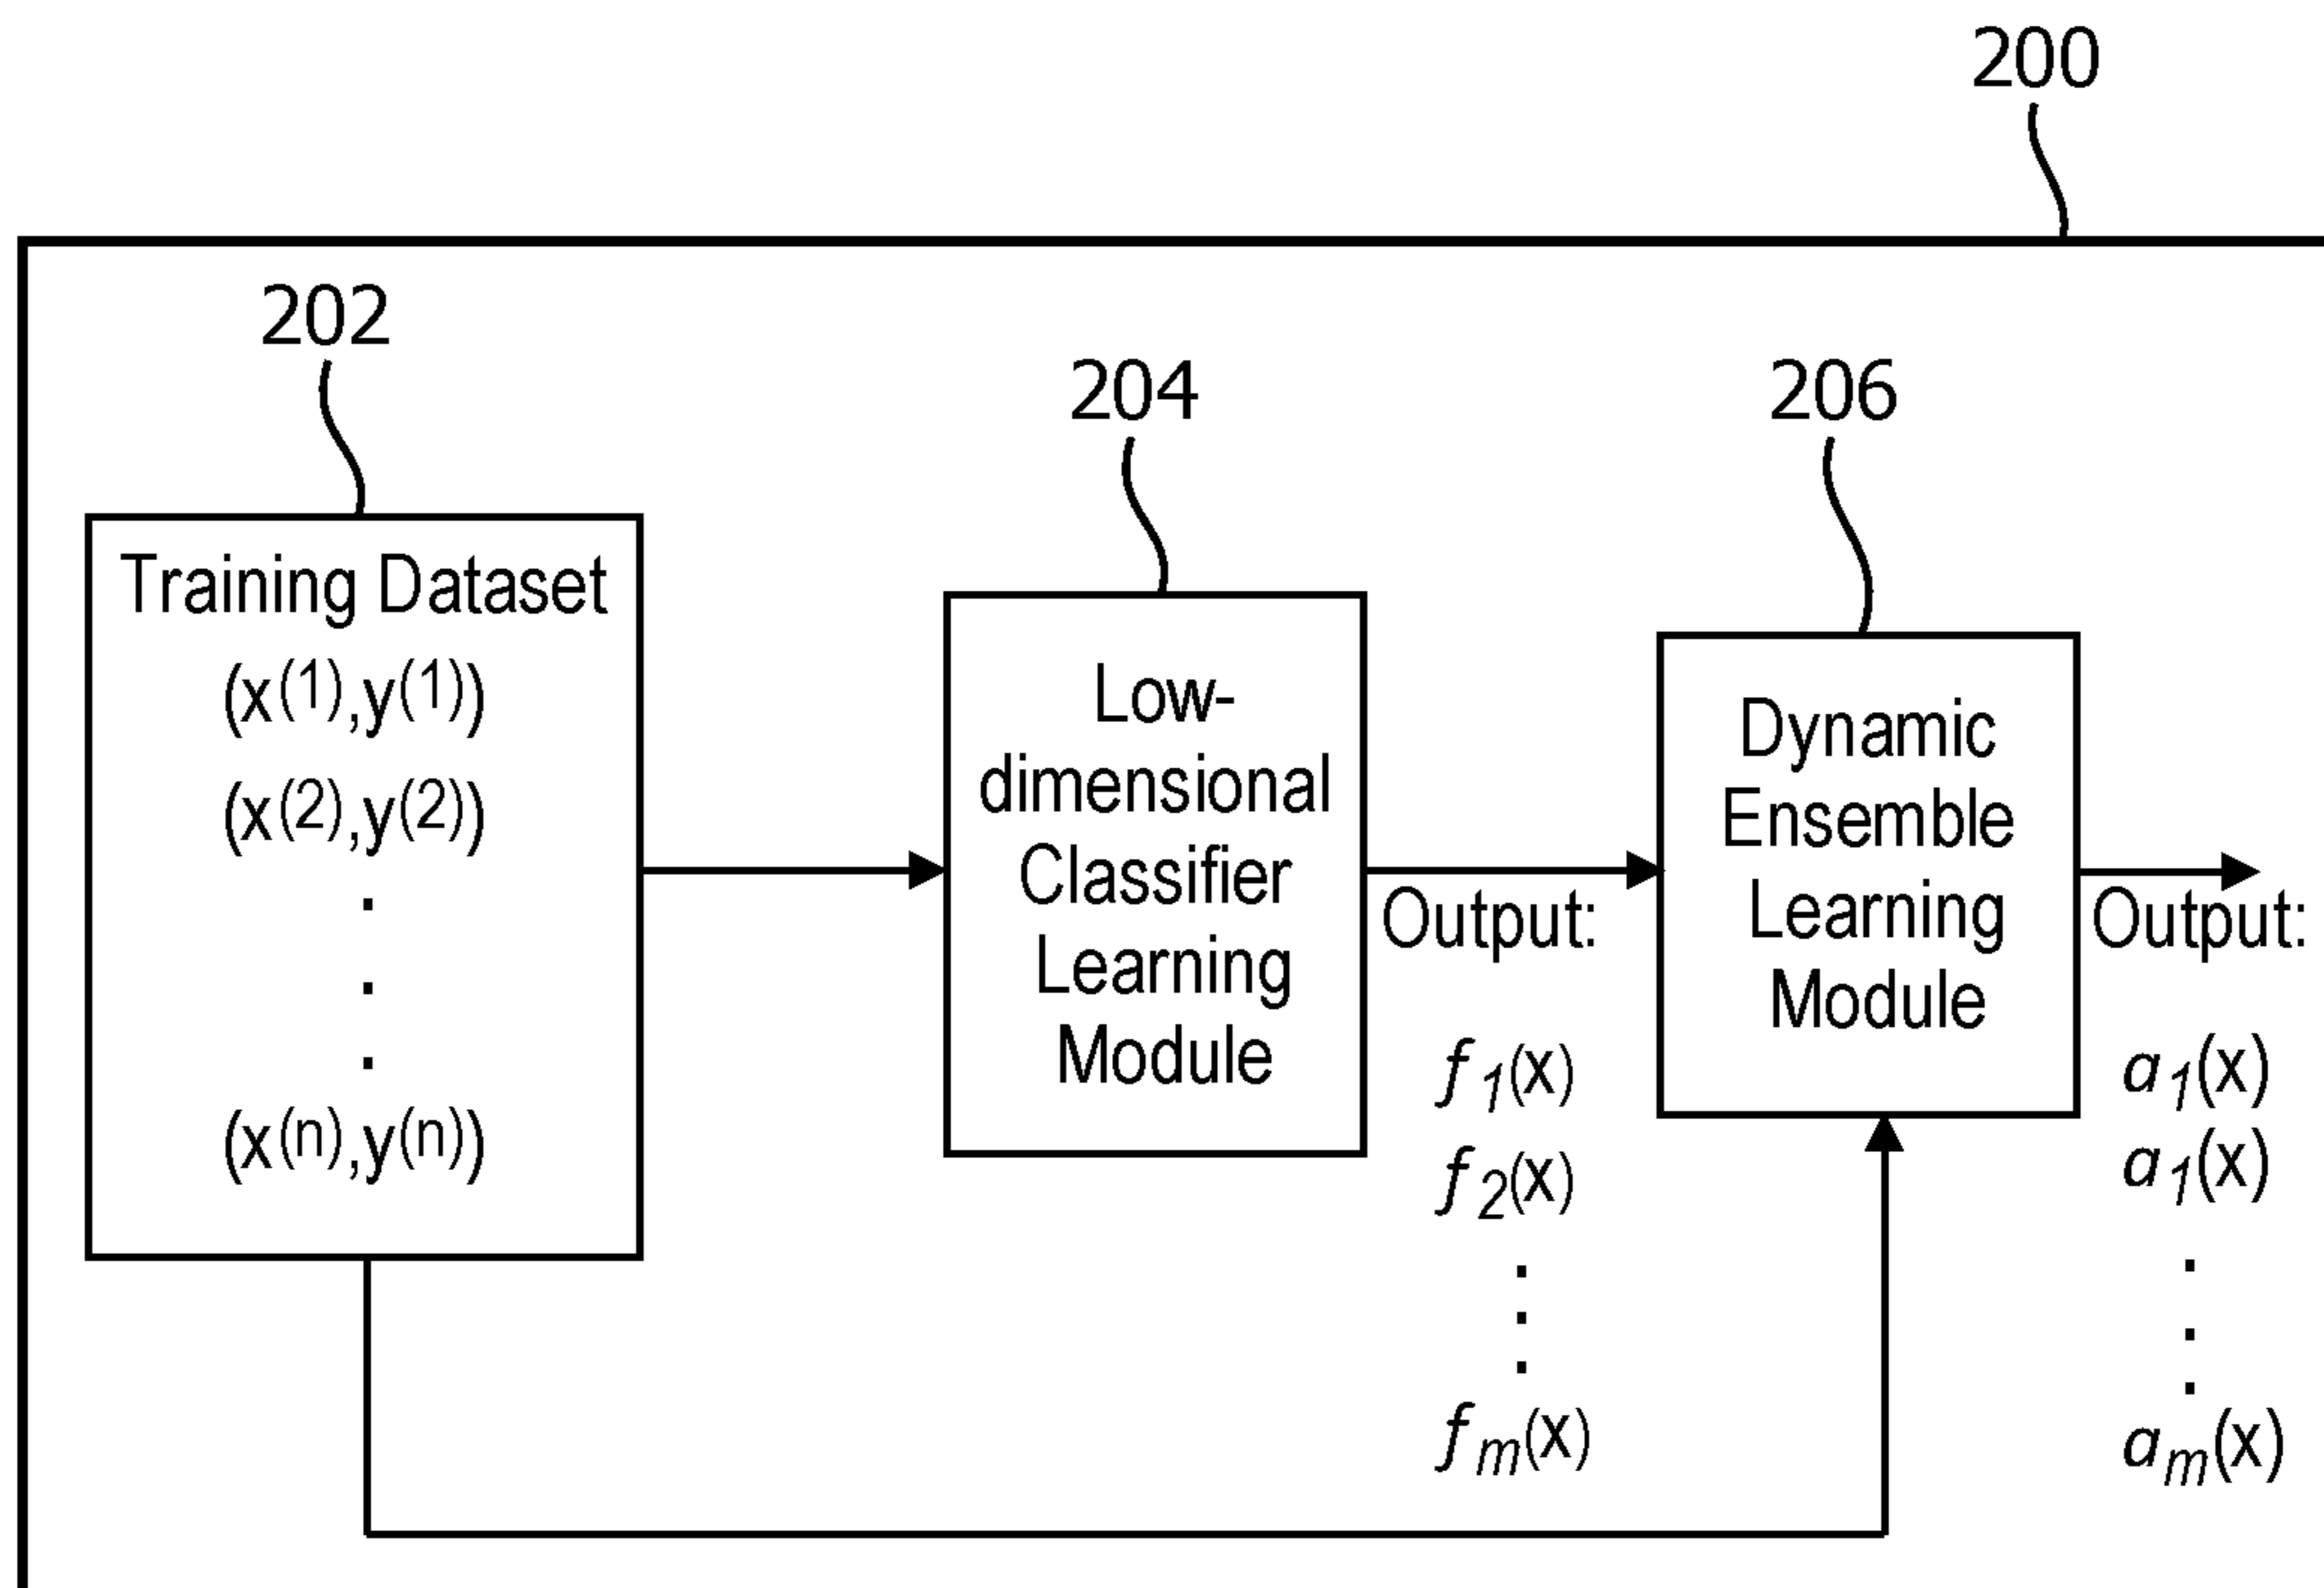 200
202
204
206
Training Dataset
(x(1),y(1))
(x(2),y(2))
.
.
.
(x(n),y(n))
Low-
dimensional
Classifier
Learning
Module
Output:
f1(x)
f2(x)
.
.
.
fm(x)
Dynamic
Ensemble
Learning
Module
Output:
a1(x)
a1(x)
.
.
.
am(x)